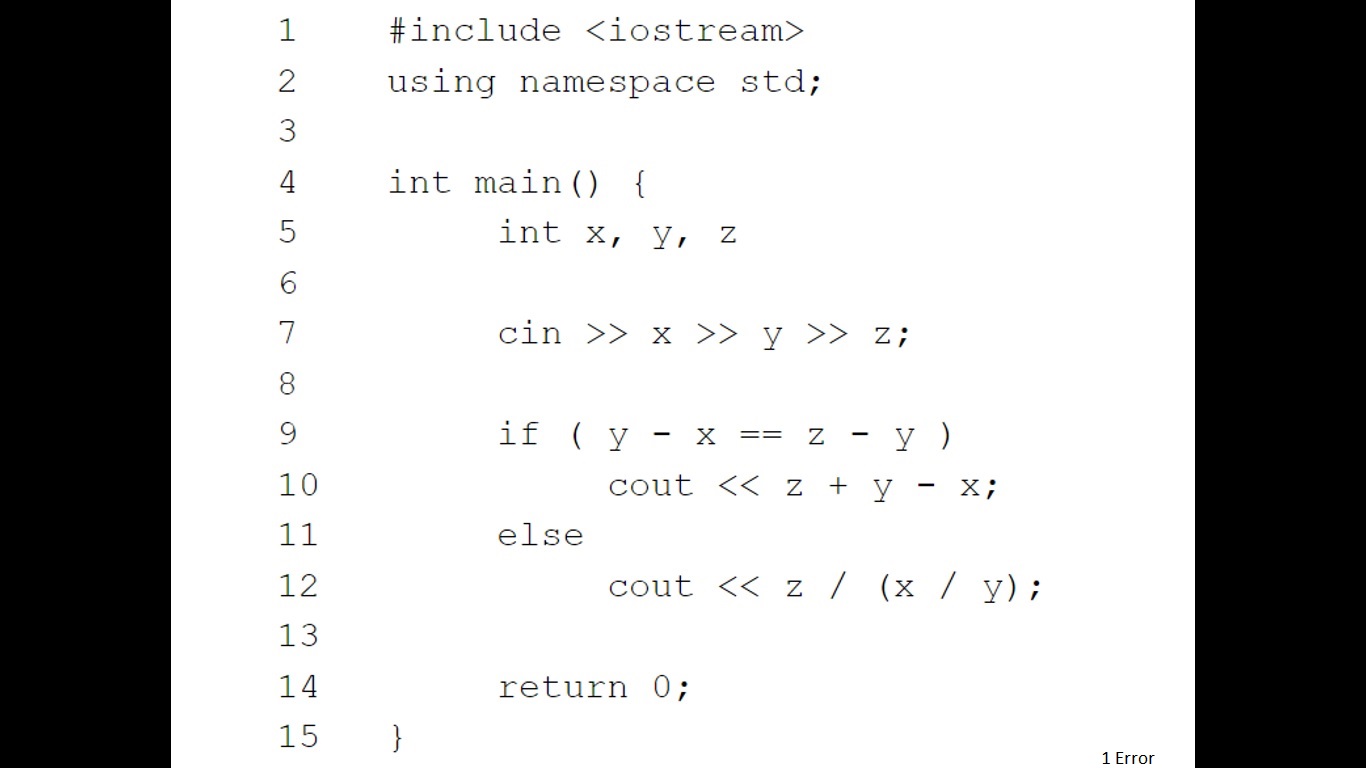 1 #include <iostream>
2 using namespace std;
3
4 int main() {
5 int x, y, z
6
7 cin >> x >> y >> z;
8
9 if ( y - x == z - y )
10 cout << z + y - x;
11 else
12 cout << z / (x / y);
13
14 return 0;
15 }
1 Error